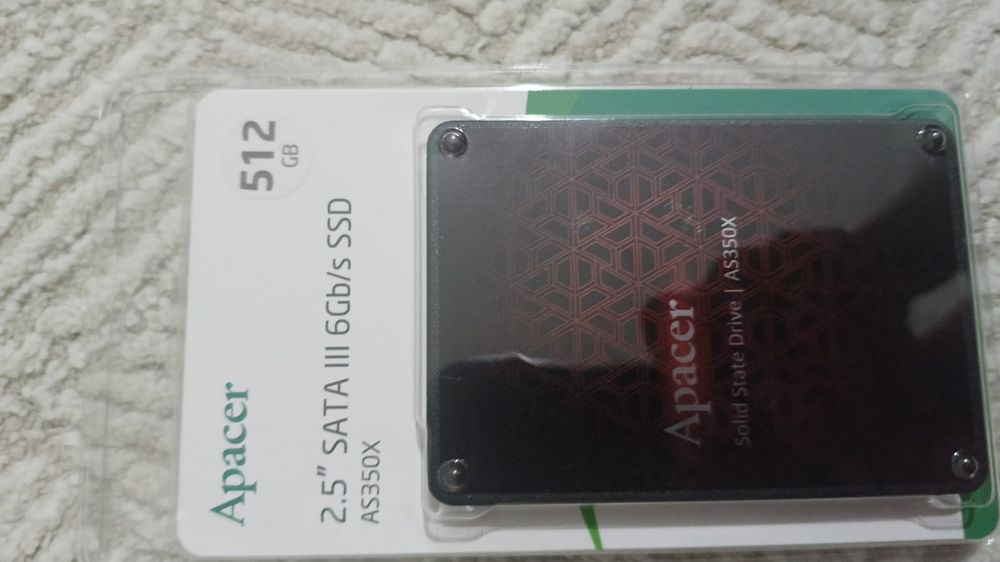 Apacer
512
GB
2.5" SATA III 6Gb/s SSD
AS350X
Apacer
Solid State Drive | AS350X